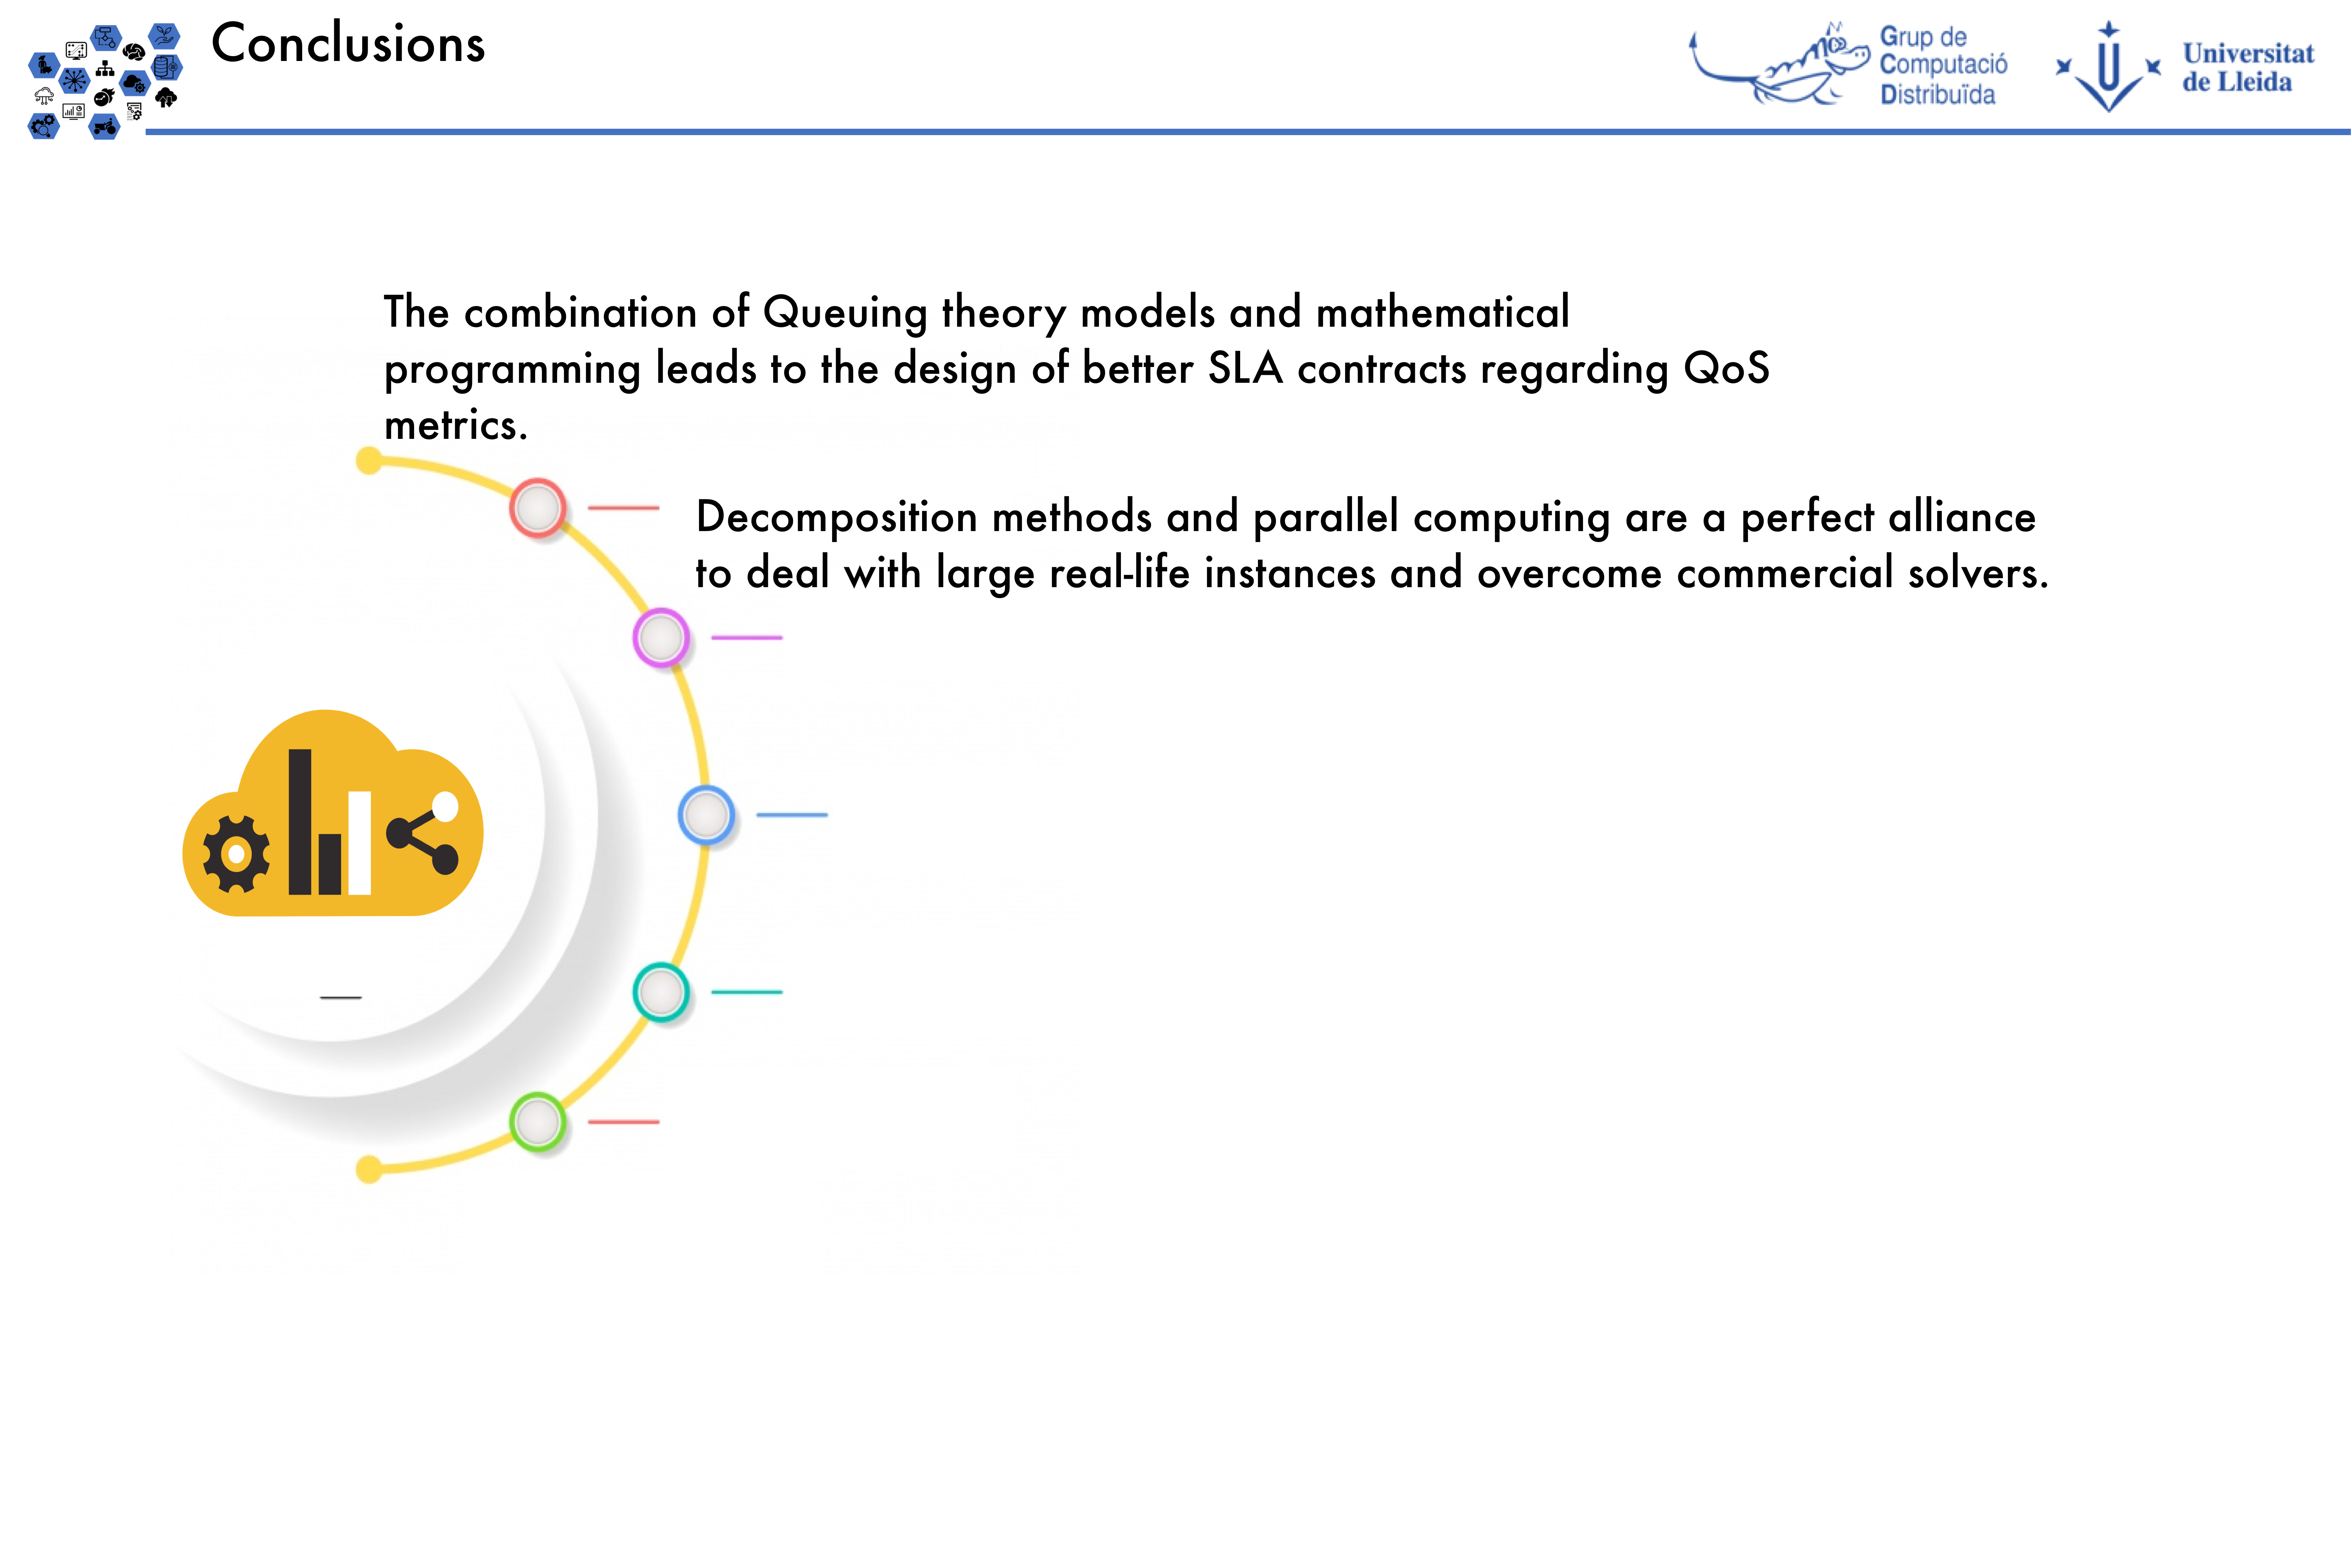 Conclusions
Grup de
Computació
Distribuïda
Universitat
de Lleida
The combination of Queuing theory models and mathematical
programming leads to the design of better SLA contracts regarding QoS
metrics.
Decomposition methods and parallel computing are a perfect alliance
to deal with large real-life instances and overcome commercial solvers.